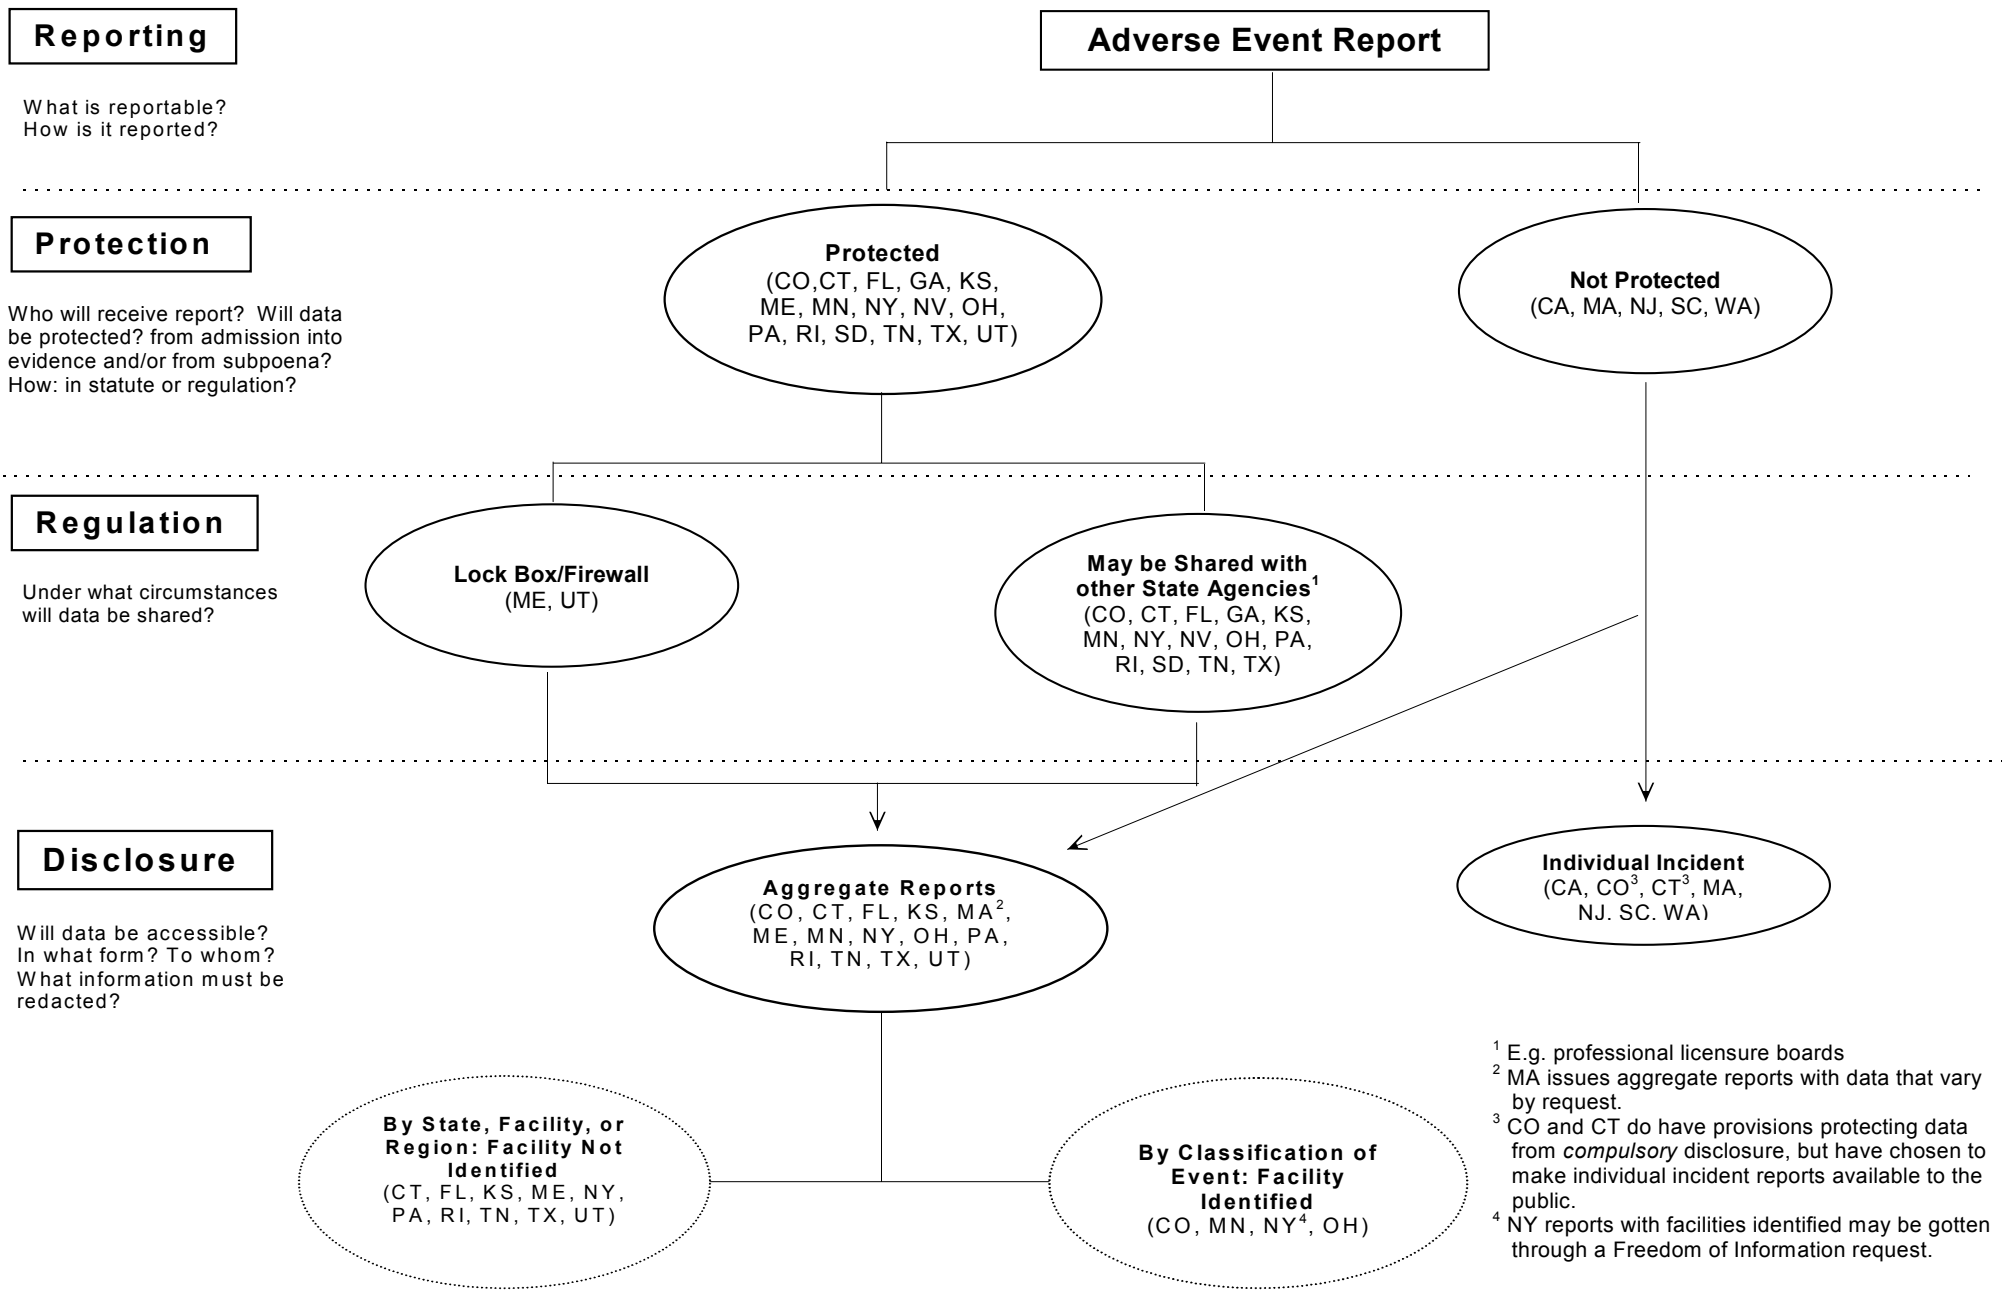 Reporting
Adverse Event Report
What is reportable?
How is it reported?
Protection
Who will receive report?  Will data
be protected? from admission into
evidence and/or from subpoena?
How: in statute or regulation?
Protected
(CO,CT, FL, GA, KS,
ME, MN, NY, NV, OH,
PA, RI, SD, TN, TX, UT)
Not Protected
(CA, MA, NJ, SC, WA)
Regulation
Under what circumstances
will data be shared?
Lock Box/Firewall
(ME, UT)
May be Shared with
other State Agencies¹
(CO, CT, FL, GA, KS,
MN, NY, NV, OH, PA,
RI, SD, TN, TX)
Disclosure
Will data be accessible?
In what form? To whom?
What information must be
redacted?
Aggregate Reports
(CO, CT, FL, KS, MA²,
ME, MN, NY, OH, PA,
RI, TN, TX, UT)
Individual Incident
(CA, CO³, CT³, MA,
NJ, SC, WA)
By State, Facility, or
Region: Facility Not
Identified
(CT, FL, KS, ME, NY,
PA, RI, TN, TX, UT)
By Classification of
Event: Facility
Identified
(CO, MN, NY⁴, OH)
¹ E.g. professional licensure boards
² MA issues aggregate reports with data that vary
by request.
³ CO and CT do have provisions protecting data
from compulsory disclosure, but have chosen to
make individual incident reports available to the
public.
⁴ NY reports with facilities identified may be gotten
through a Freedom of Information request.